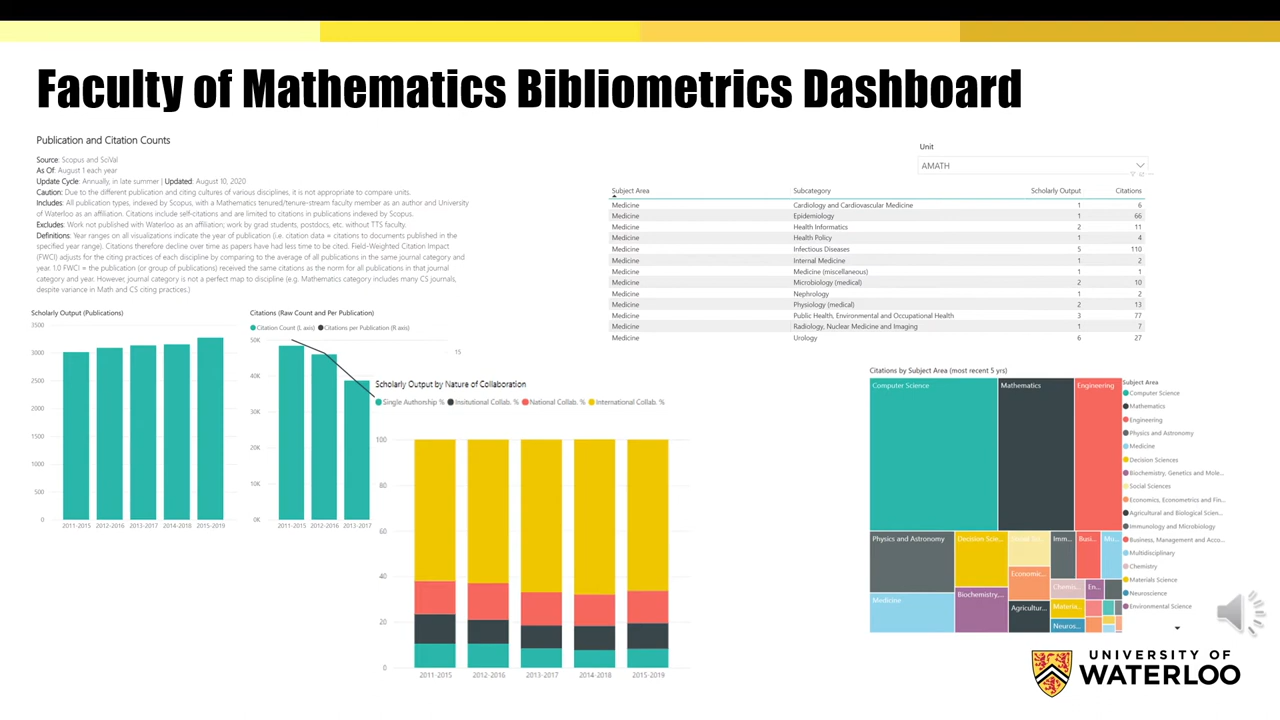 Faculty of Mathematics Bibliometrics Dashboard
Publication and Citation Counts
Source: Scopus and SciVal
As Of: August 1 each year
Update Cycle: Annually, in late summer | Updated: August 10, 2020
Caution: Due to the different publication and citing cultures of various disciplines, it is not appropriate to compare units.
Includes: All publication types, indexed by Scopus, with a Mathematics tenured/tenure-stream faculty member as an author and University
of Waterloo as an affiliation. Citations include self-citations and are limited to citations in publications indexed by Scopus.
Excludes: Work not published with Waterloo as an affiliation; work by grad students, postdocs, etc. without TTS faculty.
Definitions: Year ranges on all visualizations indicate the year of publication (i.e. citation data = citations to documents published in the
specified year range). Citations therefore decline over time as papers have had less time to be cited. Field-Weighted Citation Impact
(FWCI) adjusts for the citing practices of each discipline by comparing to the average of all publications in the same journal category and
year. 1.0 FWCI = the publication (or group of publications) received the same citations as the norm for all publications in that journal
category and year. However, journal category is not a perfect map to discipline (e.g. Mathematics category includes many CS journals,
despite variance in Math and CS citing practices.)
Unit
AMATH
Subject Area Subcategory Scholarly Output Citations
Medicine Cardiology and Cardiovascular Medicine 1 6
Medicine Epidemiology 1 66
Medicine Health Informatics 2 11
Medicine Health Policy 1 4
Medicine Infectious Diseases 5 110
Medicine Internal Medicine 1 2
Medicine Medicine (miscellaneous) 1 1
Medicine Microbiology (medical) 2 10
Medicine Nephrology 1 2
Medicine Physiology (medical) 2 13
Medicine Public Health, Environmental and Occupational Health 3 77
Medicine Radiology, Nuclear Medicine and Imaging 1 7
Medicine Urology 6 27
Scholarly Output (Publications)
3500
3000
2500
2000
1500
1000
500
0
2011-2015 2012-2016 2013-2017 2014-2018 2015-2019
Citations (Raw Count and Per Publication)
Citation Count (L axis) Citations per Publication (R axis)
50K
15
40K
30K
20K
10K
0K
2011-2015 2012-2016 2013-2017
Scholarly Output by Nature of Collaboration
Single Authorship % Insitutional Collab. % National Collab. % International Collab. %
100
80
60
40
20
0
2011-2015 2012-2016 2013-2017 2014-2018 2015-2019
Citations by Subject Area (most recent 5 yrs)
Computer Science Mathematics Engineering
Physics and Astronomy Decision Scie... Imm... Busi... Mu...
Economic... Chemis... En...
Medicine Biochemistry,... Agricultur... Materia...
Neuros...
Subject Area
Computer Science
Mathematics
Engineering
Physics and Astronomy
Medicine
Decision Sciences
Biochemistry, Genetics and Mole...
Social Sciences
Economics, Econometrics and Fin...
Agricultural and Biological Scien...
Immunology and Microbiology
Business, Management and Acco...
Multidisciplinary
Chemistry
Materials Science
Neuroscience
Environmental Science
UNIVERSITY OF
WATERLOO